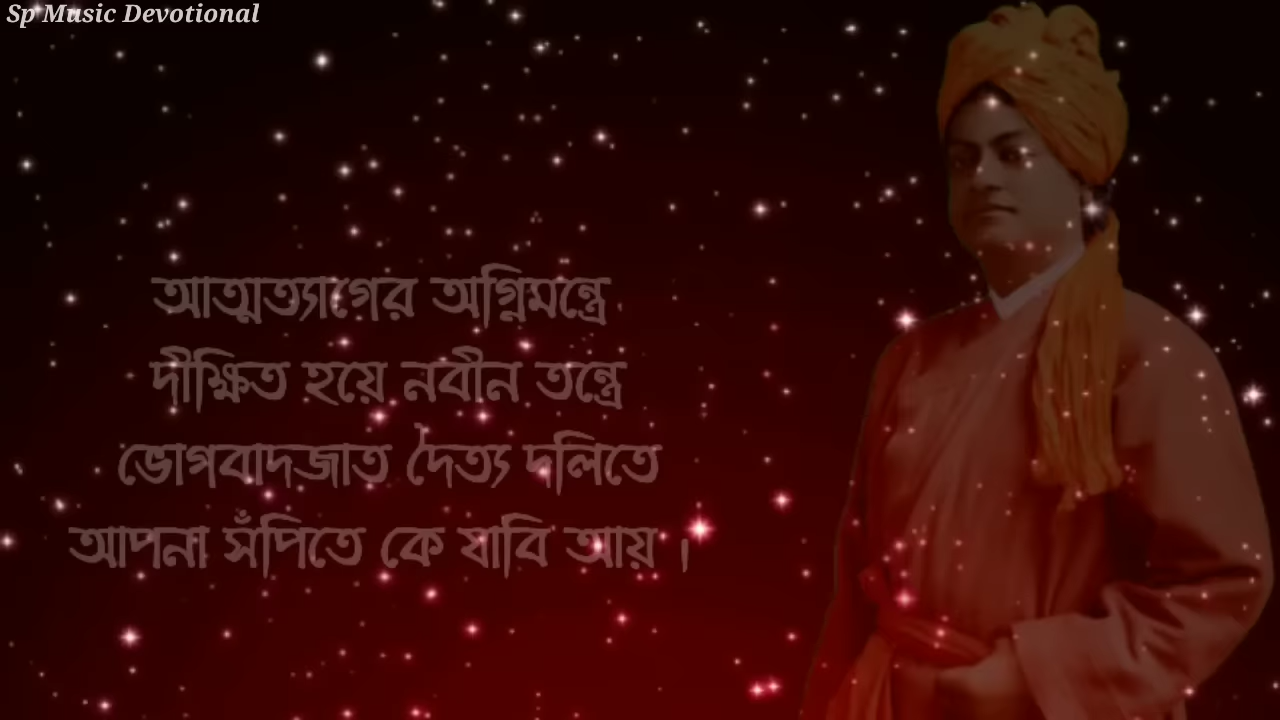 Sp Music Devotional
আত্মত্যাগের অগ্নিমন্ত্রে
দীক্ষিত হয়ে নবীন তন্ত্রে
ভোগবাদজাত দৈত্য দলিতে
আপনা সঁপিতে কে যাবি আয় ।